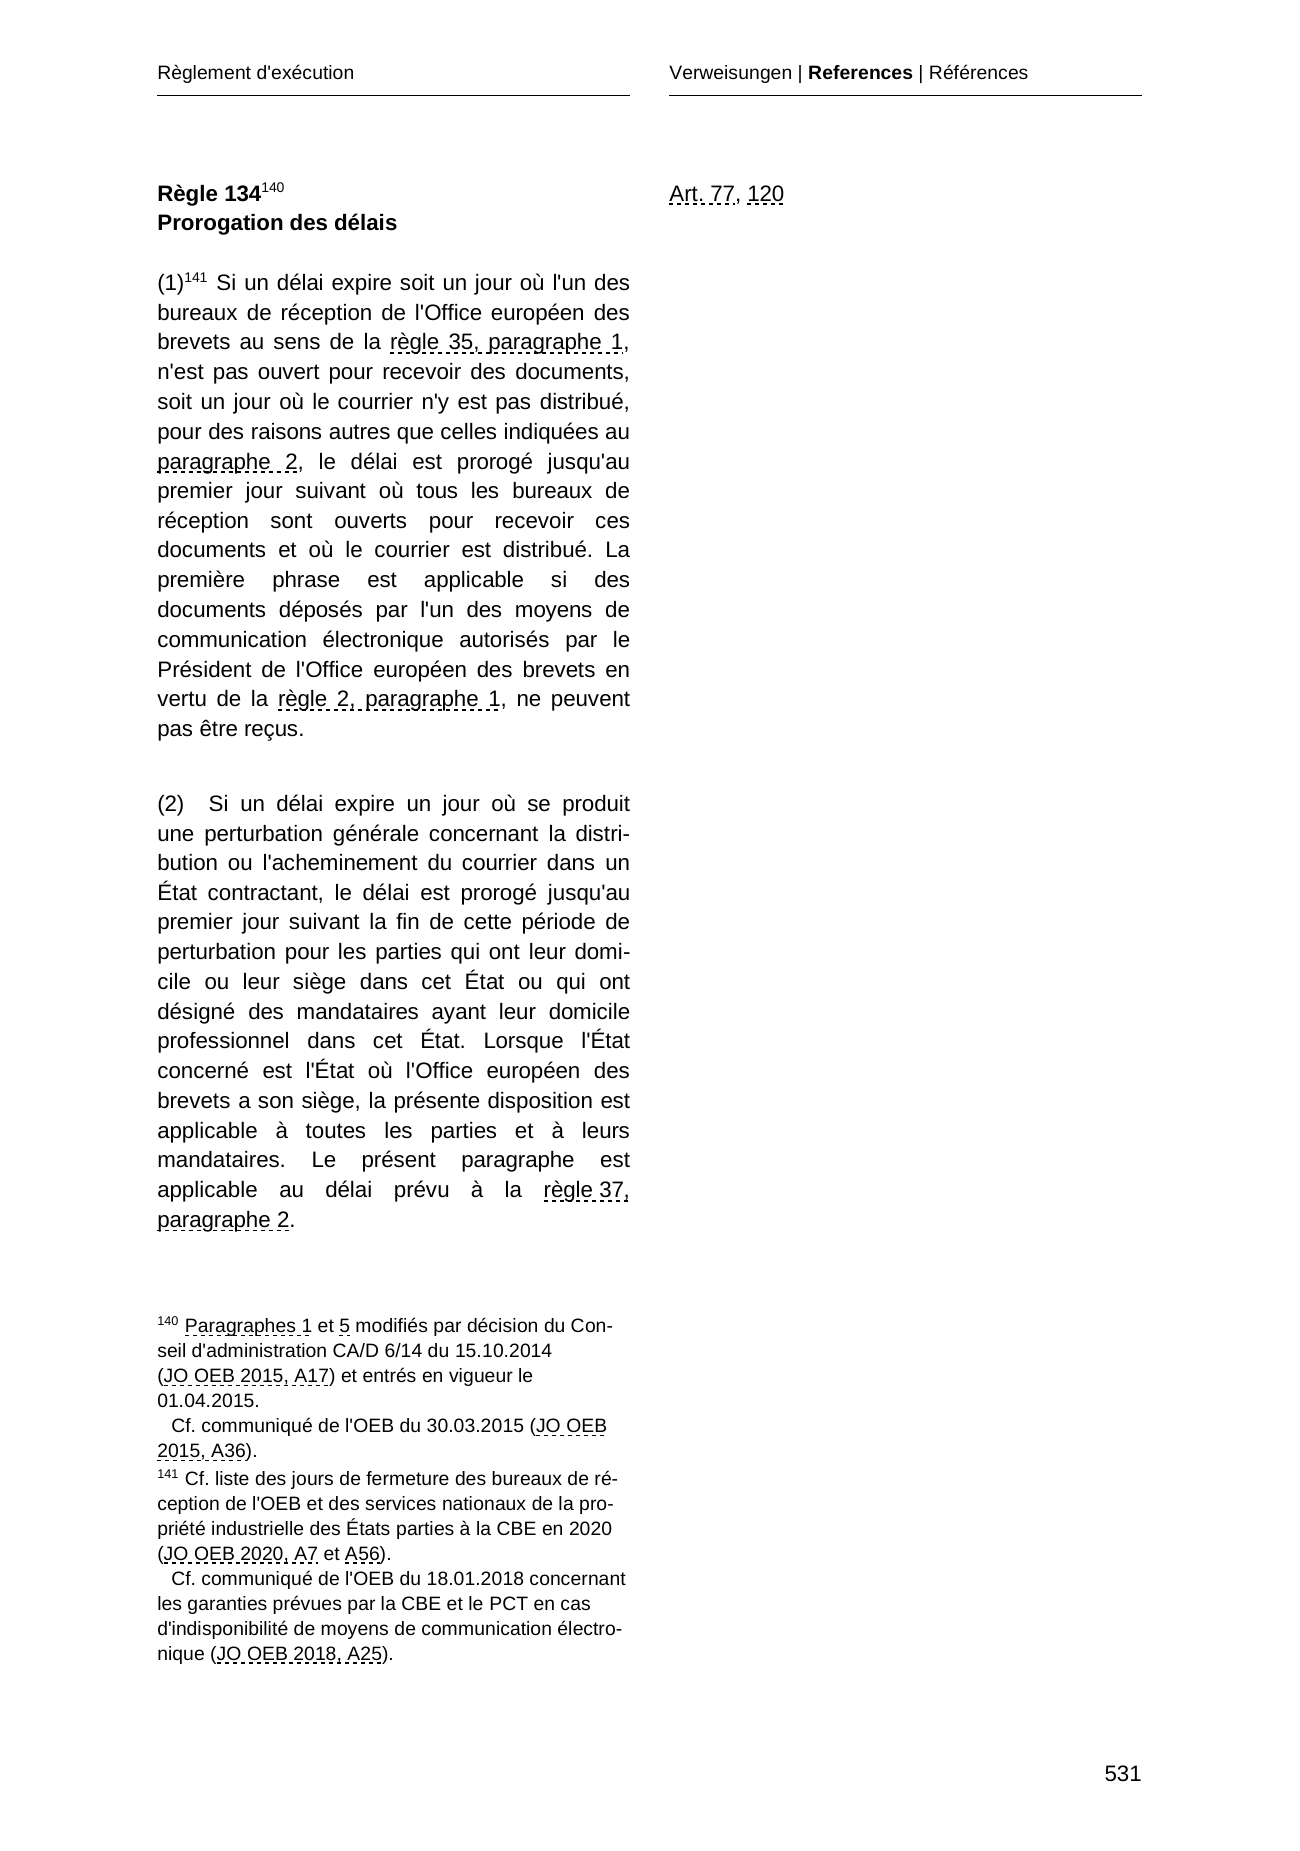 Règlement d'exécution
Verweisungen | References | Références
Règle 134140
Prorogation des délais
Art. 77, 120
(1)141 Si un délai expire soit un jour où l'un des
bureaux de réception de l'Office européen des
brevets au sens de la règle 35, paragraphe 1,
n'est pas ouvert pour recevoir des documents,
soit un jour où le courrier n'y est pas distribué,
pour des raisons autres que celles indiquées au
paragraphe 2, le délai est prorogé jusqu'au
premier jour suivant où tous les bureaux de
réception sont ouverts pour recevoir ces
documents et où le courrier est distribué. La
première phrase est applicable si des
documents déposés par l'un des moyens de
communication électronique autorisés par le
Président de l'Office européen des brevets en
vertu de la règle 2, paragraphe 1, ne peuvent
pas être reçus.
(2) Si un délai expire un jour où se produit
une perturbation générale concernant la distri-
bution ou l'acheminement du courrier dans un
État contractant, le délai est prorogé jusqu'au
premier jour suivant la fin de cette période de
perturbation pour les parties qui ont leur domi-
cile ou leur siège dans cet État ou qui ont
désigné des mandataires ayant leur domicile
professionnel dans cet État. Lorsque l'État
concerné est l'État où l'Office européen des
brevets a son siège, la présente disposition est
applicable à toutes les parties et à leurs
mandataires. Le présent paragraphe est
applicable au délai prévu à la règle 37,
paragraphe 2.
140 Paragraphes 1 et 5 modifiés par décision du Con-
seil d'administration CA/D 6/14 du 15.10.2014
(JO OEB 2015, A17) et entrés en vigueur le
01.04.2015.
Cf. communiqué de l'OEB du 30.03.2015 (JO OEB
2015, A36).
141 Cf. liste des jours de fermeture des bureaux de ré-
ception de l'OEB et des services nationaux de la pro-
priété industrielle des États parties à la CBE en 2020
(JO OEB 2020, A7 et A56).
Cf. communiqué de l'OEB du 18.01.2018 concernant
les garanties prévues par la CBE et le PCT en cas
d'indisponibilité de moyens de communication électro-
nique (JO OEB 2018, A25).
531